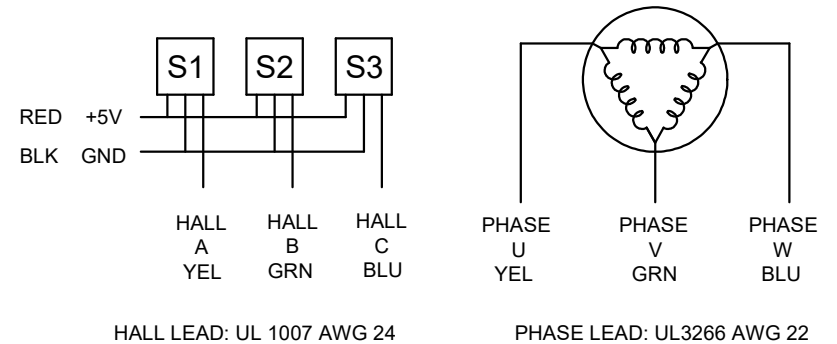 S1 S2 S3
RED +5V
BLK GND
HALL
A
YEL
HALL
B
GRN
HALL
C
BLU
PHASE
U
YEL
PHASE
V
GRN
PHASE
W
BLU
HALL LEAD: UL 1007 AWG 24
PHASE LEAD: UL3266 AWG 22